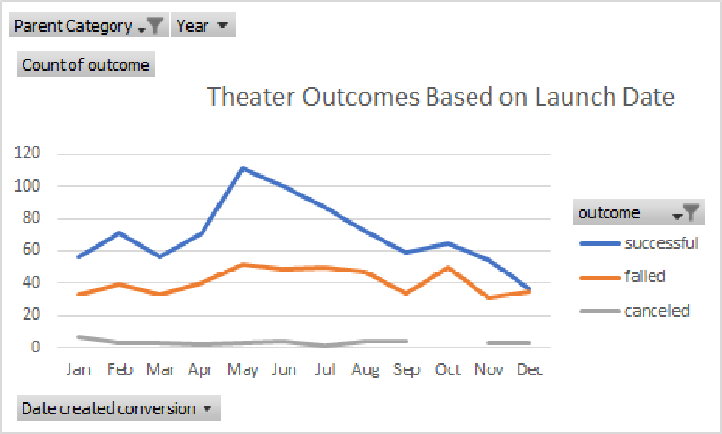 Parent Category Year
Count of outcome
Theater Outcomes Based on Launch Date
120
100
80
60
40
20
0
Jan Feb Mar Apr May Jun Jul Aug Sep Oct Nov Dec
outcome
successful
failed
canceled
Date created conversion